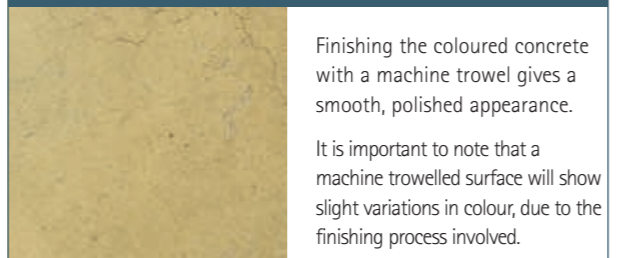 Finishing the coloured concrete
with a machine trowel gives a
smooth, polished appearance.
It is important to note that a
machine trowelled surface will show
slight variations in colour, due to the
finishing process involved.